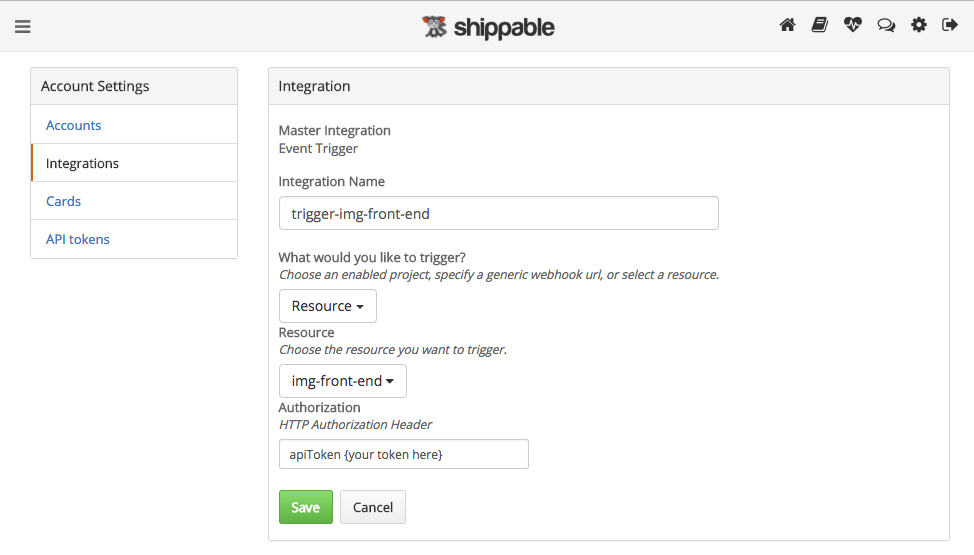 shippable
Account Settings
Accounts
Integrations
Cards
API tokens
Integration
Master Integration
Event Trigger
Integration Name
trigger-img-front-end
What would you like to trigger?
Choose an enabled project, specify a generic webhook url, or select a resource.
Resource
Resource
Choose the resource you want to trigger.
img-front-end
Authorization
HTTP Authorization Header
apiToken {your token here}
Save Cancel